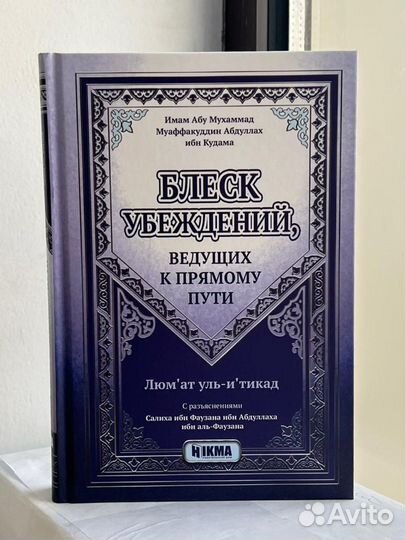 Имам Абу Мухаммад
Муаффакуддин Абдуллах
ибн Кудама
БЛЕСК
УБЕЖДЕНИЙ,
ВЕДУЩИХ
К ПРЯМОМУ
ПУТИ
Люм'ат уль-и'тикад
С разъяснениями
Салиха ибн Фаузана ибн Абдуллаха
ибн аль-Фаузана
HIKMA
Avito